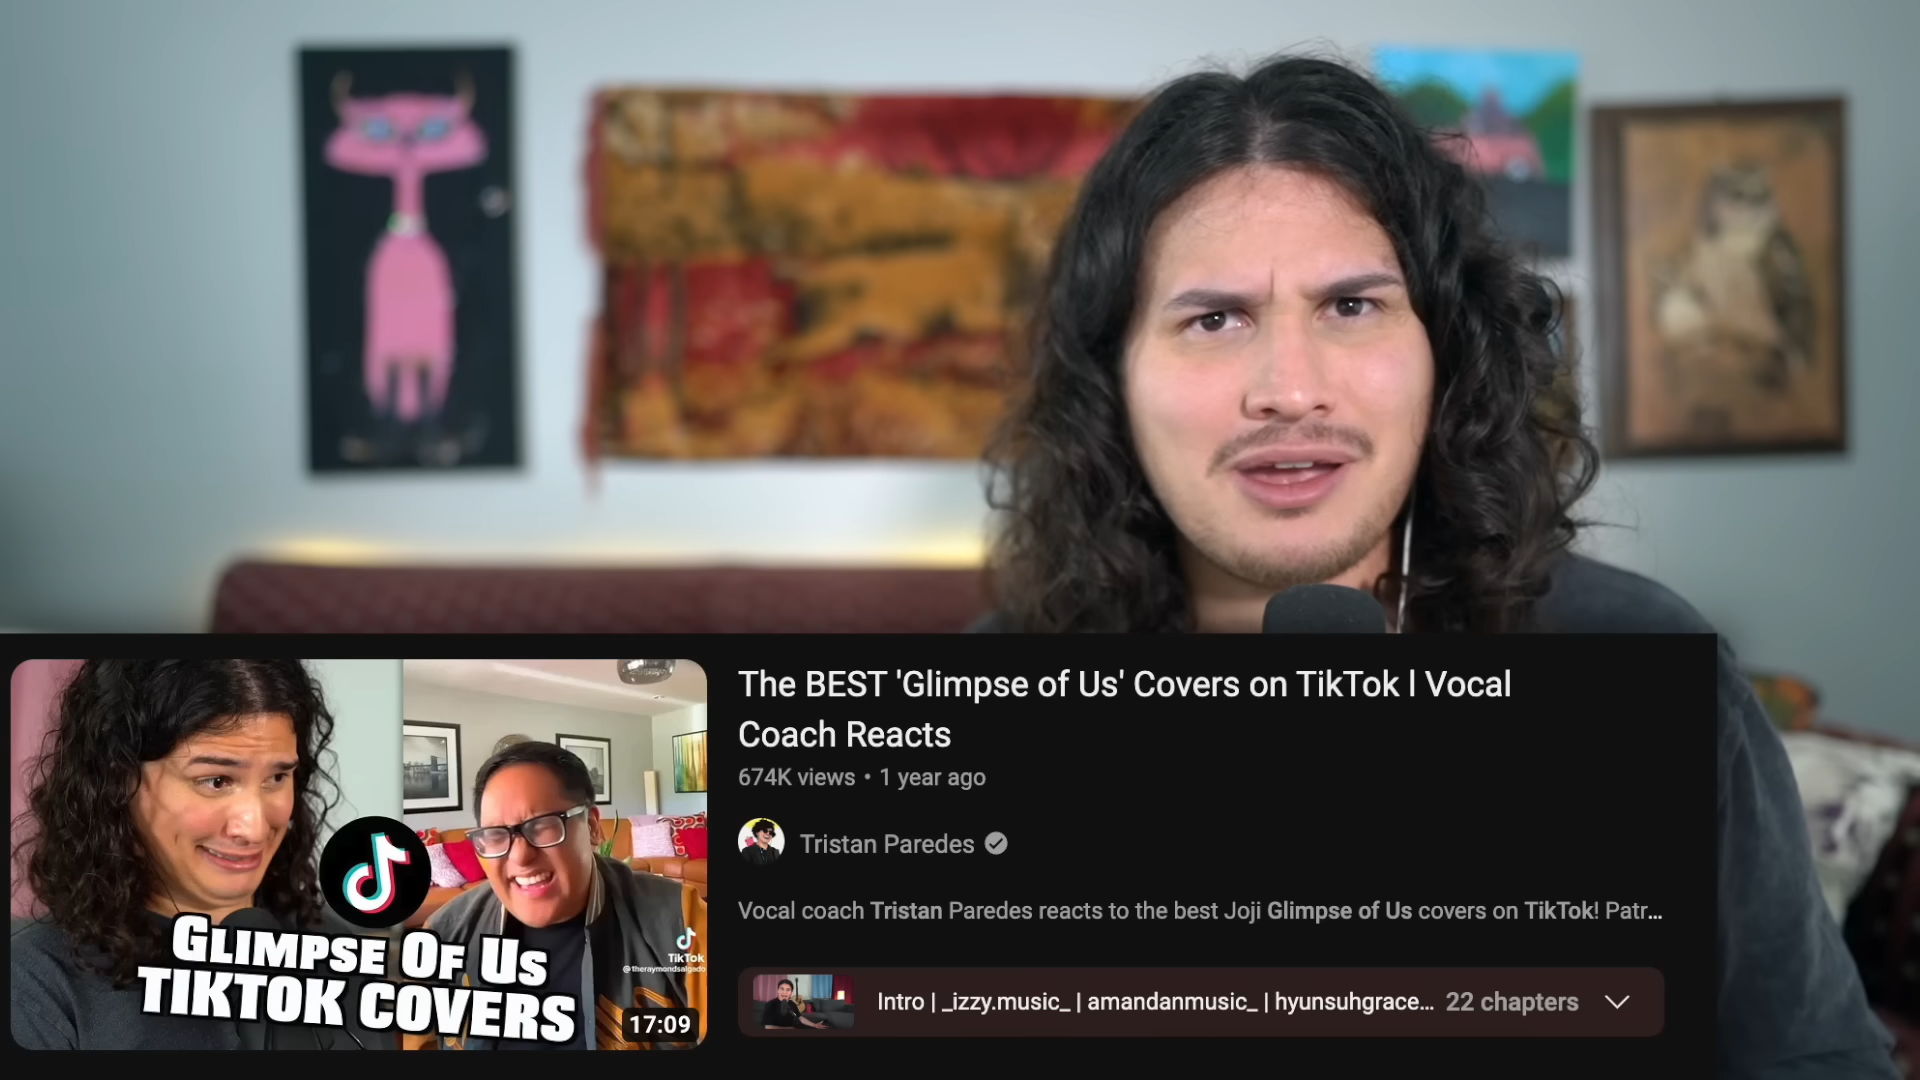 The BEST 'Glimpse of Us' Covers on TikTok | Vocal
Coach Reacts
674K views • 1 year ago
Tristan Paredes
Vocal coach Tristan Paredes reacts to the best Joji Glimpse of Us covers on TikTok! Patr...
Intro | _izzy.music_ | amandanmusic_ | hyunsuhgrace... 22 chapters
GLIMPSE OF US
TIKTOK COVERS
TikTok
@theraymondsalgado
17:09